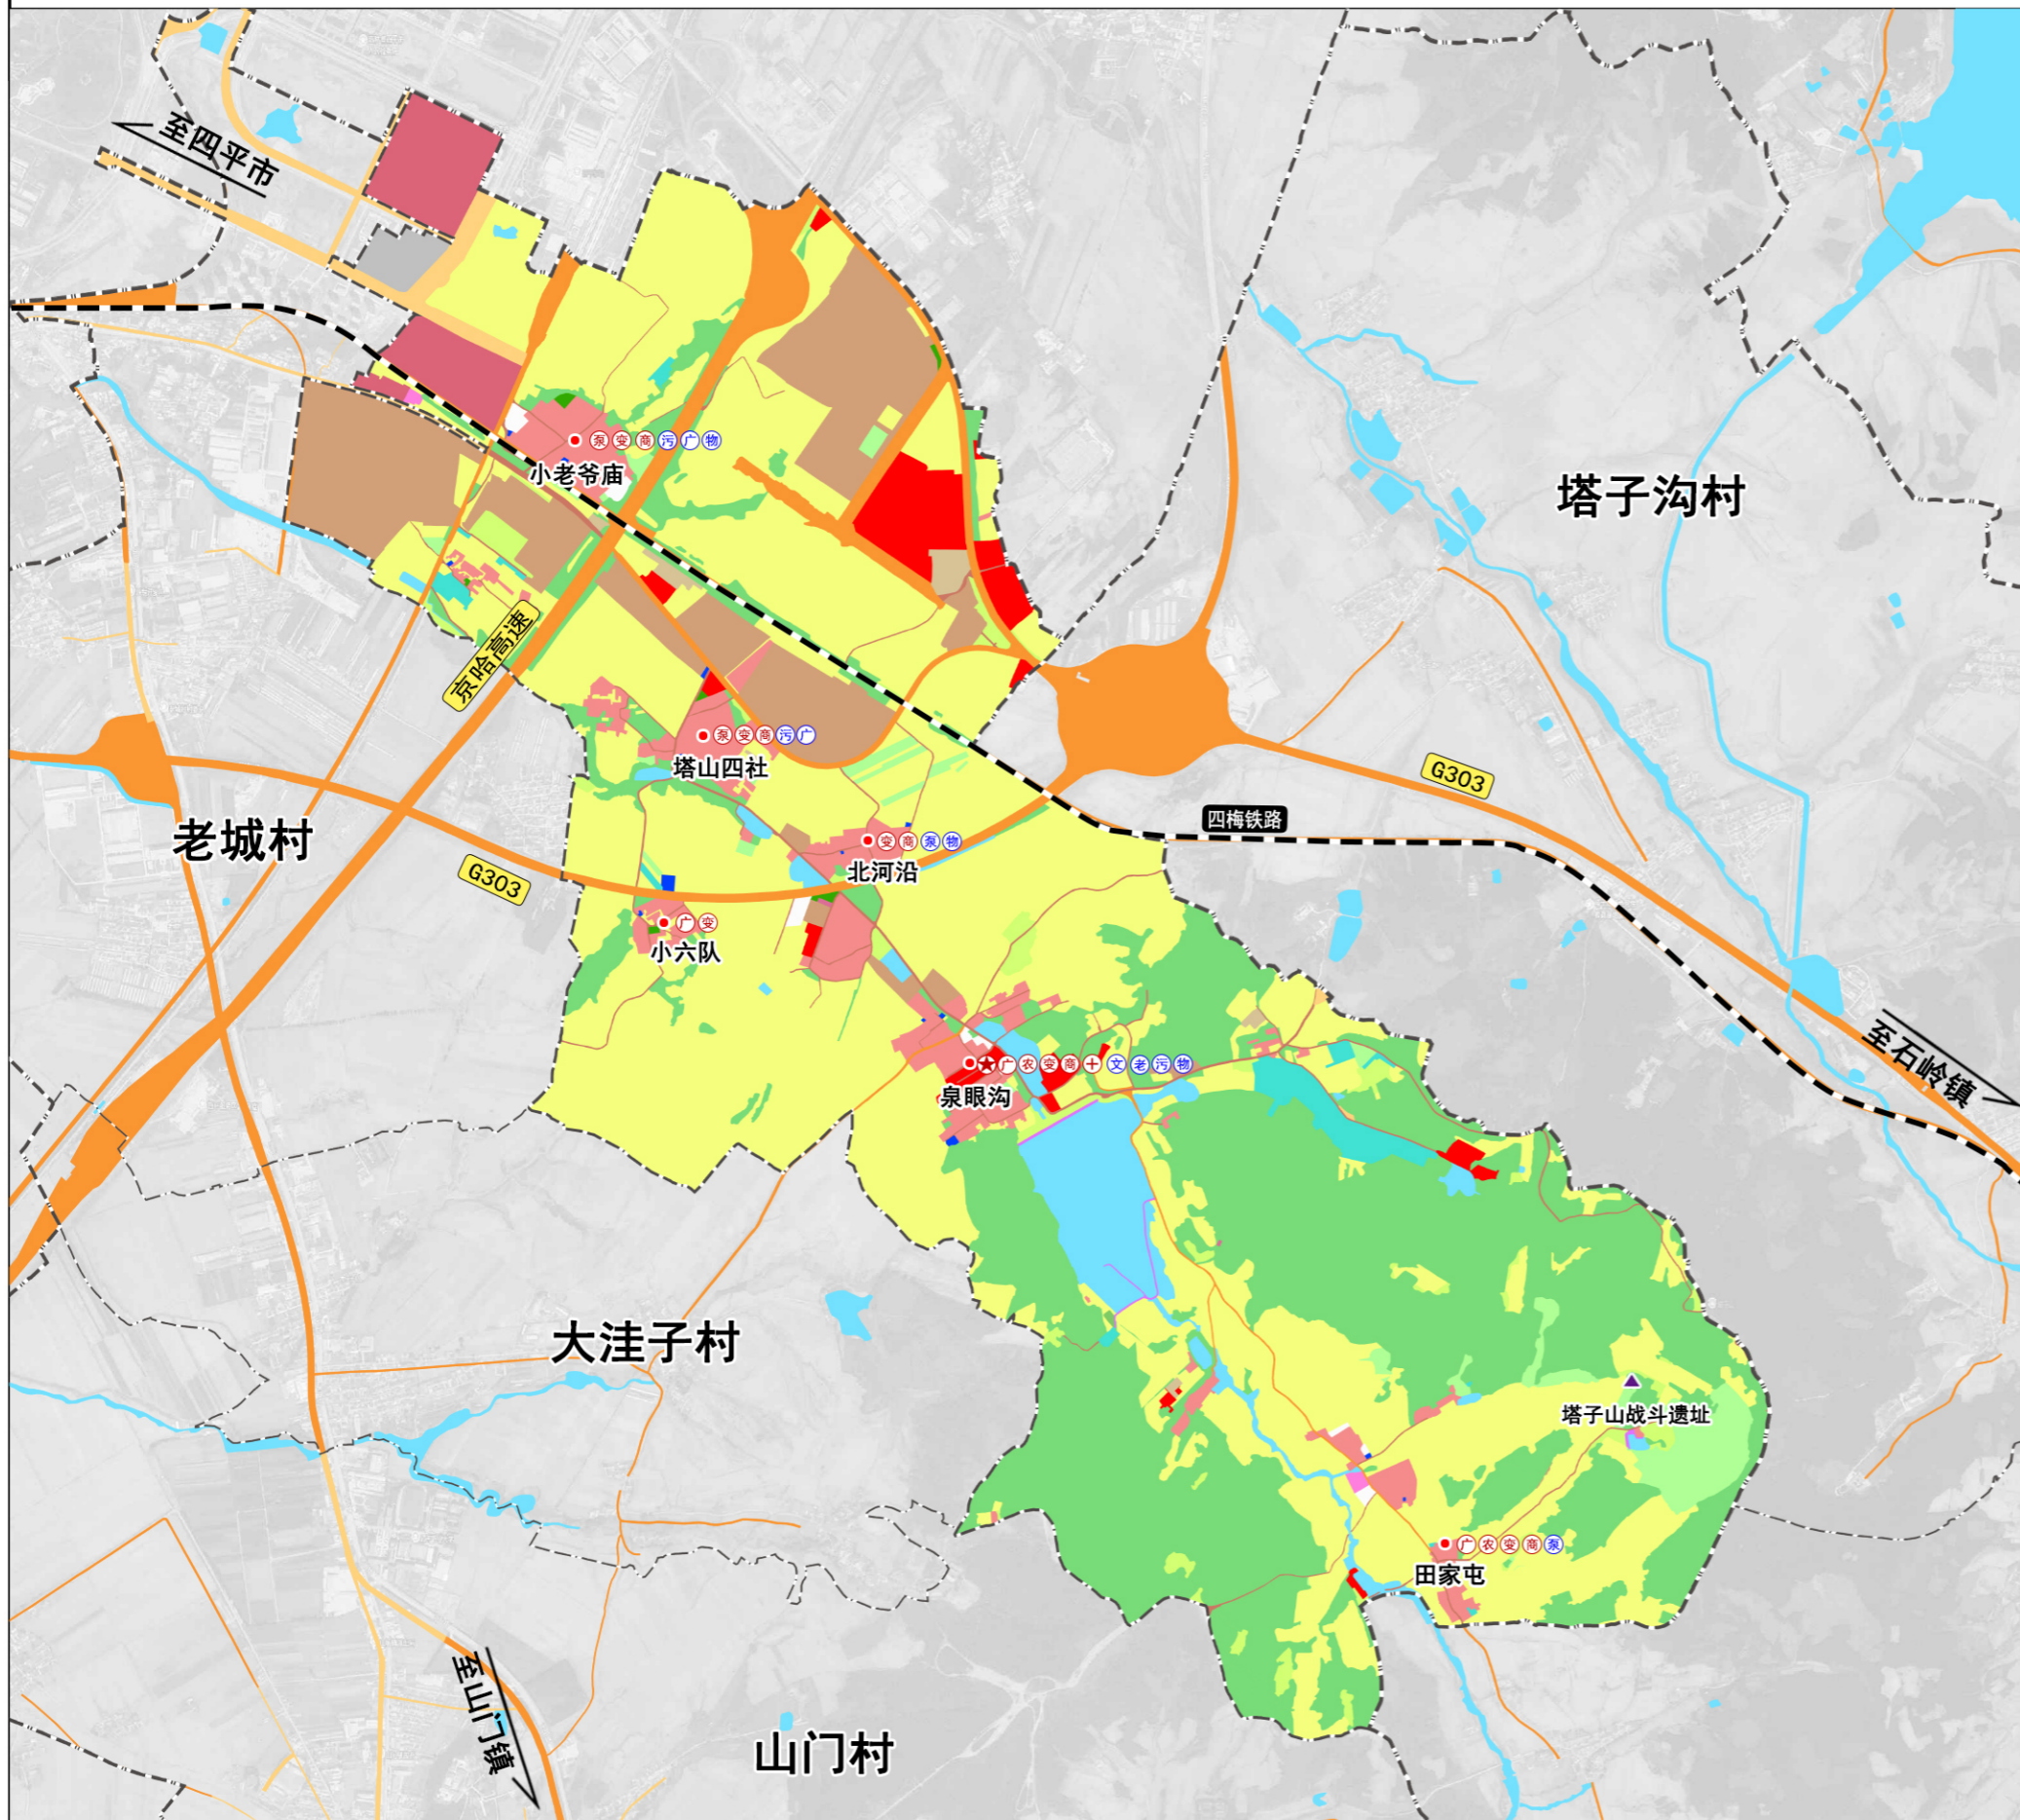 至四平市
泵 变 商 污 广 物
小老爷庙
塔子沟村
京哈高速
泵 变 商 污 广
塔山四社
G303
四梅铁路
老城村
变 商 泵 物
北河沿
G303
广 变
小六队
至石岭镇
广 农 变 商 十 文 老 污 物
泉眼沟
大洼子村
塔子山战斗遗址
广 农 变 商 泵
田家屯
至山门镇
山门村